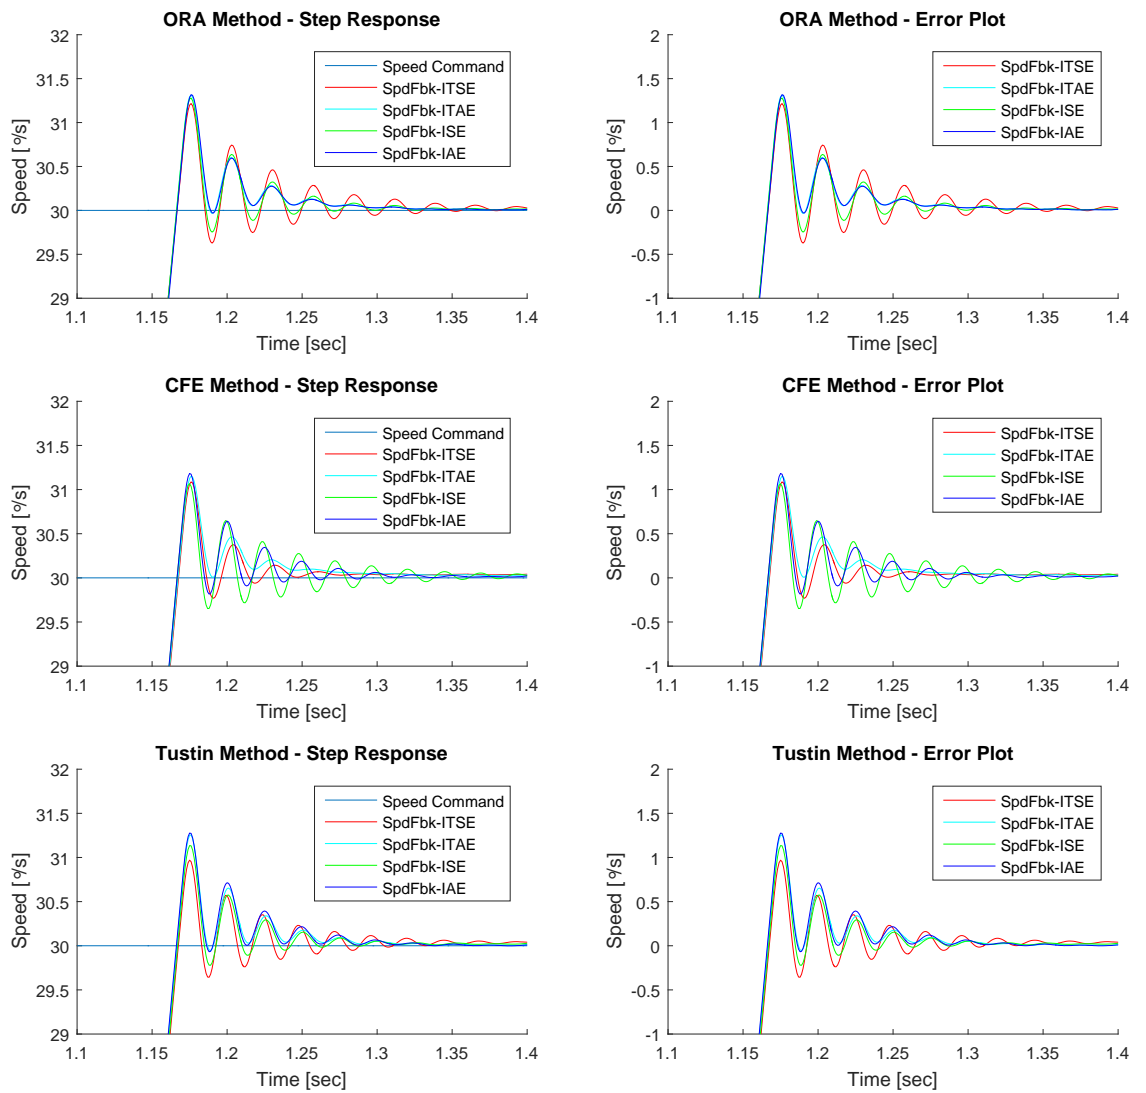 ORA Method - Step Response
32
31.5
31
30.5
30
29.5
29
Speed [º/s]
1.1
1.15
1.2
1.25
1.3
1.35
1.4
Time [sec]
Speed Command
SpdFbk-ITSE
SpdFbk-ITAE
SpdFbk-ISE
SpdFbk-IAE
ORA Method - Error Plot
2
1.5
1
0.5
0
-0.5
-1
Speed [º/s]
1.1
1.15
1.2
1.25
1.3
1.35
1.4
Time [sec]
SpdFbk-ITSE
SpdFbk-ITAE
SpdFbk-ISE
SpdFbk-IAE
CFE Method - Step Response
32
31.5
31
30.5
30
29.5
29
Speed [º/s]
1.1
1.15
1.2
1.25
1.3
1.35
1.4
Time [sec]
Speed Command
SpdFbk-ITSE
SpdFbk-ITAE
SpdFbk-ISE
SpdFbk-IAE
CFE Method - Error Plot
2
1.5
1
0.5
0
-0.5
-1
Speed [º/s]
1.1
1.15
1.2
1.25
1.3
1.35
1.4
Time [sec]
SpdFbk-ITSE
SpdFbk-ITAE
SpdFbk-ISE
SpdFbk-IAE
Tustin Method - Step Response
32
31.5
31
30.5
30
29.5
29
Speed [º/s]
1.1
1.15
1.2
1.25
1.3
1.35
1.4
Time [sec]
Speed Command
SpdFbk-ITSE
SpdFbk-ITAE
SpdFbk-ISE
SpdFbk-IAE
Tustin Method - Error Plot
2
1.5
1
0.5
0
-0.5
-1
Speed [º/s]
1.1
1.15
1.2
1.25
1.3
1.35
1.4
Time [sec]
SpdFbk-ITSE
SpdFbk-ITAE
SpdFbk-ISE
SpdFbk-IAE